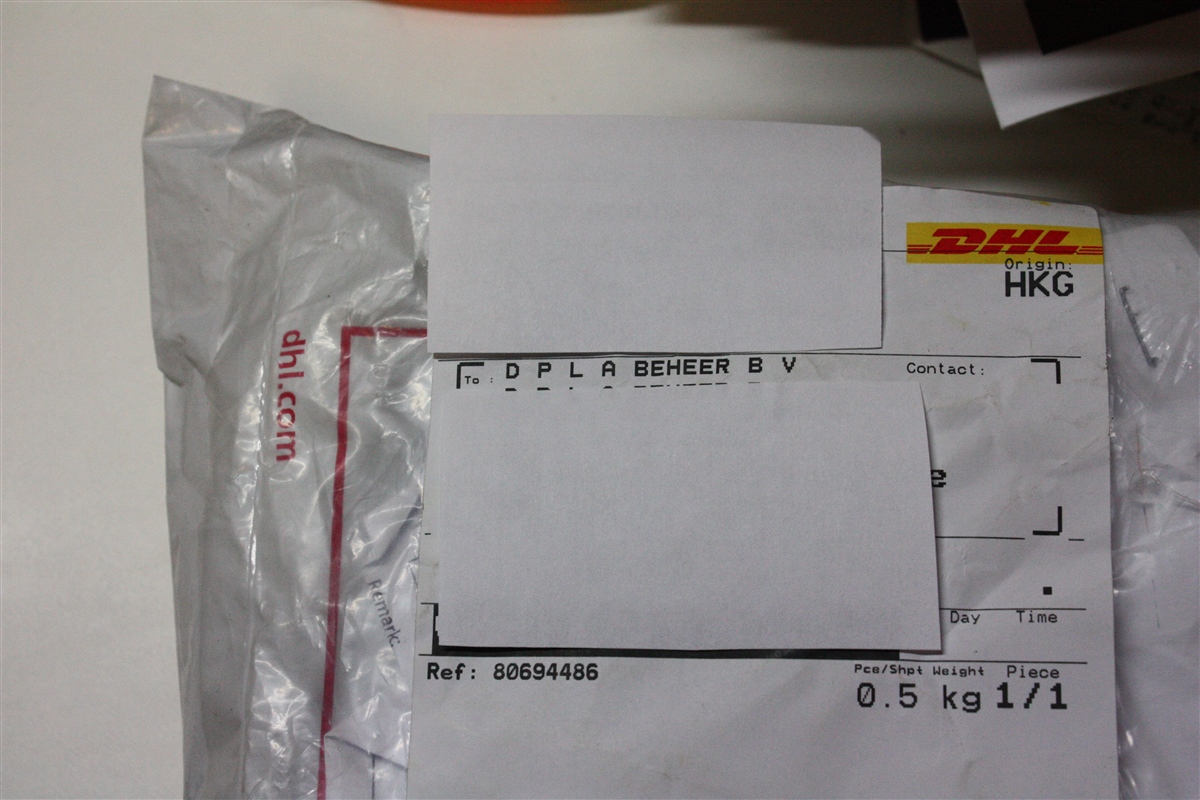 DHL
Origin:
HKG
To : D P L A BEHEER B V
Contact:
dhl.com
Remark:
Day Time
Ref: 80694486
Pce/Shpt Weight Piece
0.5 kg 1/1